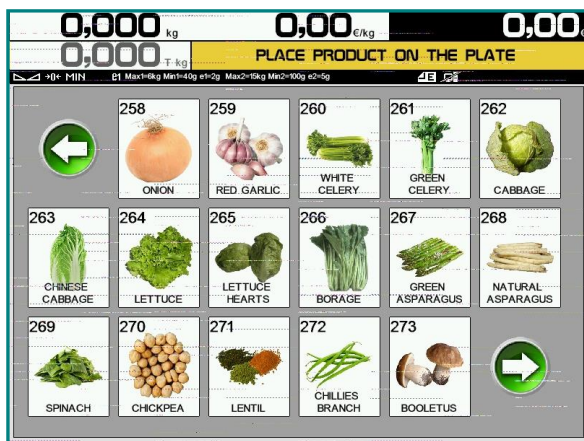 0,000 kg
0,00 €/kg
0,00
0,000 T kg
PLACE PRODUCT ON THE PLATE
→0← MIN
Max1=6kg Min1=40g e1=2g Max2=15kg Min2=100g e2=5g
258
ONION
259
RED GARLIC
260
WHITE
CELERY
261
GREEN
CELERY
262
CABBAGE
263
CHINESE
CABBAGE
264
LETTUCE
265
LETTUCE
HEARTS
266
BORAGE
267
GREEN
ASPARAGUS
268
NATURAL
ASPARAGUS
269
SPINACH
270
CHICKPEA
271
LENTIL
272
CHILLIES
BRANCH
273
BOOLETUS